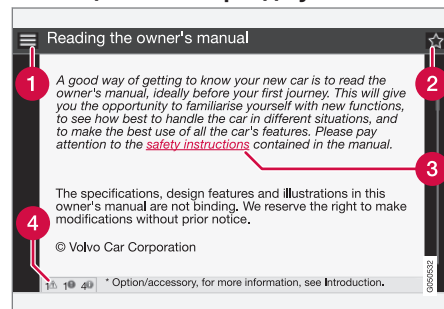 Reading the owner's manual
1
2
A good way of getting to know your new car is to read the
owner's manual, ideally before your first journey. This will give
you the opportunity to familiarise yourself with new functions,
to see how best to handle the car in different situations, and
to make the best use of all the car's features. Please pay
attention to the safety instructions contained in the manual.
3
The specifications, design features and illustrations in this
owner's manual are not binding. We reserve the right to make
modifications without prior notice.
4
© Volvo Car Corporation
1 1 4 * Option/accessory, for more information, see Introduction.
G050532